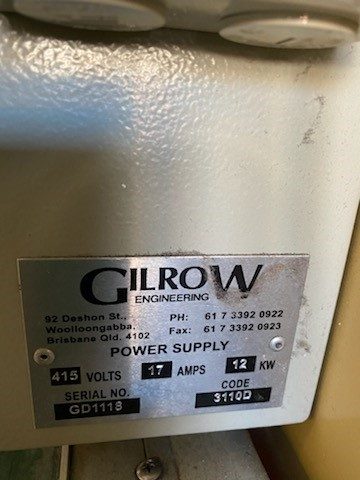 GILROW
ENGINEERING
92 Deshon St.,
Woolloongabba,
Brisbane Qld. 4102
PH: 61 7 3392 0922
Fax: 61 7 3392 0923
POWER SUPPLY
415 VOLTS 17 AMPS 12 KW
SERIAL NO. CODE
GD1118 3110D